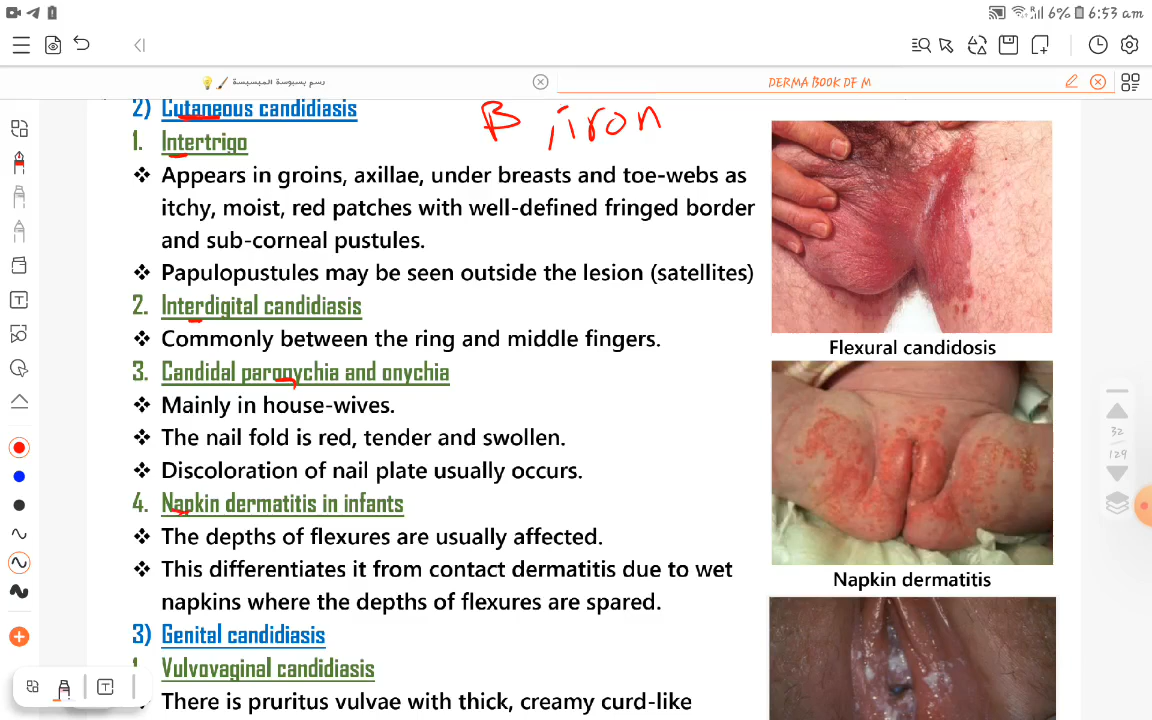 6% 6:53 am
رسم بسبوسة الميسيسة
DERMA BOOK DF M
2) Cutaneous candidiasis
B iron
1. Intertrigo
❖ Appears in groins, axillae, under breasts and toe-webs as
itchy, moist, red patches with well-defined fringed border
and sub-corneal pustules.
❖ Papulopustules may be seen outside the lesion (satellites)
2. Interdigital candidiasis
❖ Commonly between the ring and middle fingers.
3. Candidal paronychia and onychia
❖ Mainly in house-wives.
❖ The nail fold is red, tender and swollen.
❖ Discoloration of nail plate usually occurs.
4. Napkin dermatitis in infants
❖ The depths of flexures are usually affected.
❖ This differentiates it from contact dermatitis due to wet
napkins where the depths of flexures are spared.
3) Genital candidiasis
1. Vulvovaginal candidiasis
There is pruritus vulvae with thick, creamy curd-like
Flexural candidosis
Napkin dermatitis
32
129